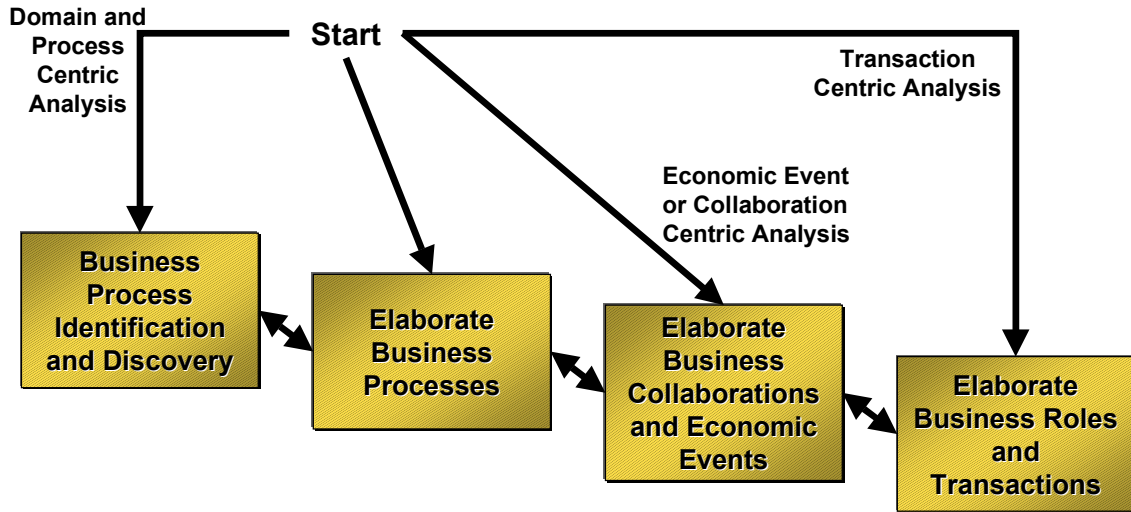 Domain and
Process
Centric
Analysis
Start
Transaction
Centric Analysis
Economic Event
or Collaboration
Centric Analysis
Business
Process
Identification
and Discovery
Elaborate
Business
Processes
Elaborate
Business
Collaborations
and Economic
Events
Elaborate
Business Roles
and
Transactions